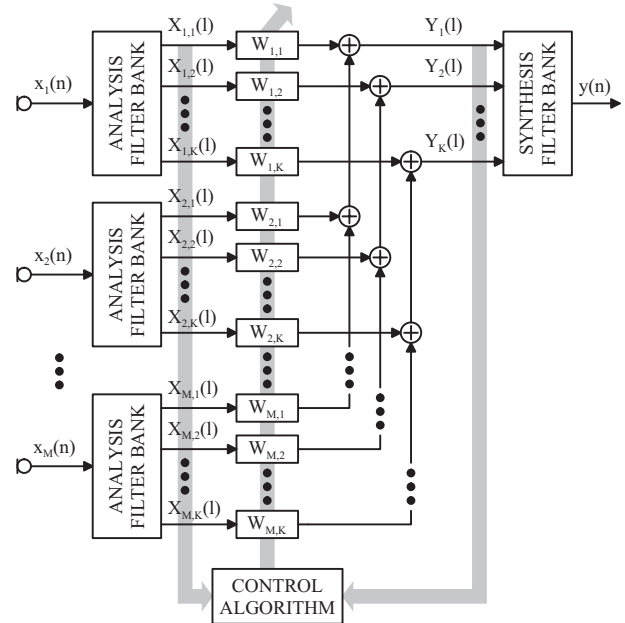 X1,1(l)
W1,1
Y1(l)
X1,2(l)
W1,2
Y2(l)
x1(n)
ANALYSIS
FILTER BANK
SYNTHESIS
FILTER BANK
y(n)
X1,K(l)
W1,K
YK(l)
X2,1(l)
W2,1
X2,2(l)
W2,2
x2(n)
ANALYSIS
FILTER BANK
X2,K(l)
W2,K
XM,1(l)
WM,1
XM,2(l)
WM,2
xM(n)
ANALYSIS
FILTER BANK
XM,K(l)
WM,K
CONTROL
ALGORITHM